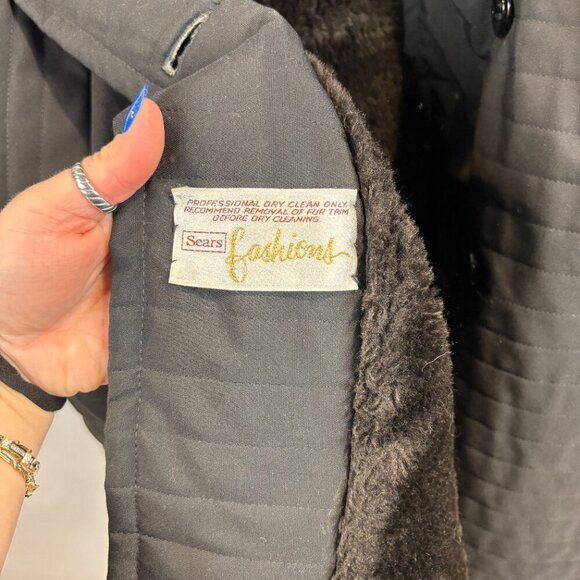 PROFESSIONAL DRY CLEAN ONLY
RECOMMEND REMOVAL OF FUR TRIM
BEFORE DRY CLEANING.
Sears fashions